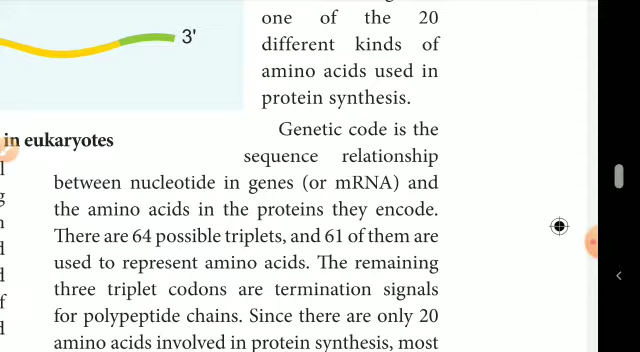 one of the 20
3'
different kinds of
amino acids used in
protein synthesis.
in eukaryotes
Genetic code is the
sequence relationship
between nucleotide in genes (or mRNA) and
the amino acids in the proteins they encode.
There are 64 possible triplets, and 61 of them are
used to represent amino acids. The remaining
three triplet codons are termination signals
for polypeptide chains. Since there are only 20
amino acids involved in protein synthesis, most